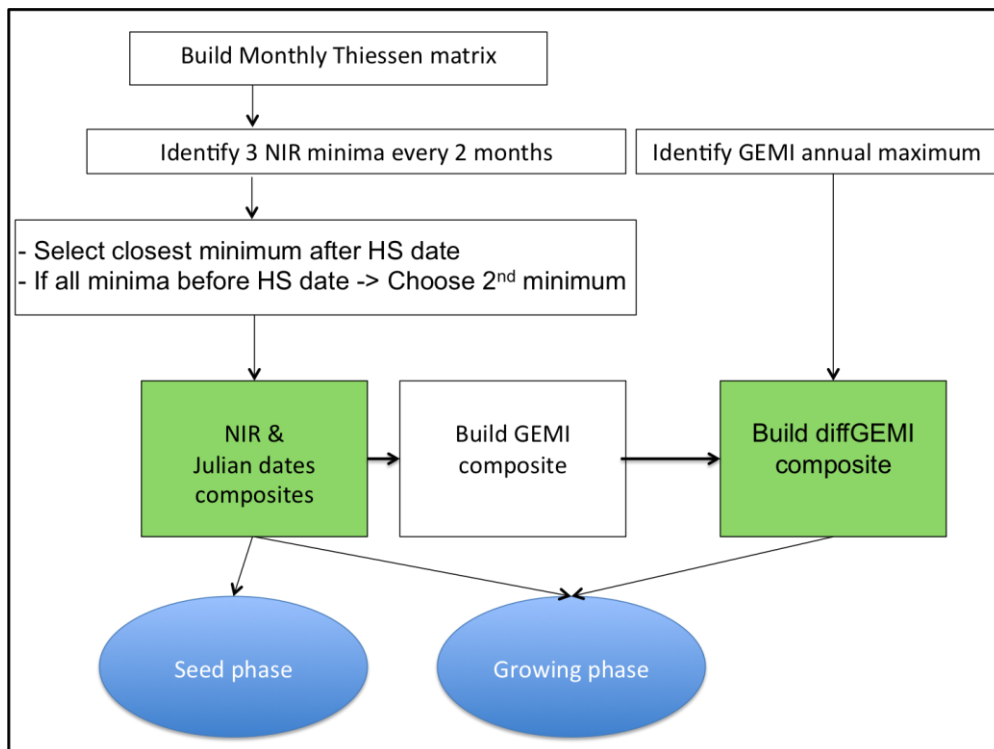 Build Monthly Thiessen matrix
Identify 3 NIR minima every 2 months
Identify GEMI annual maximum
- Select closest minimum after HS date
- If all minima before HS date -> Choose 2nd minimum
NIR &
Julian dates
composites
Build GEMI
composite
Build diffGEMI
composite
Seed phase
Growing phase